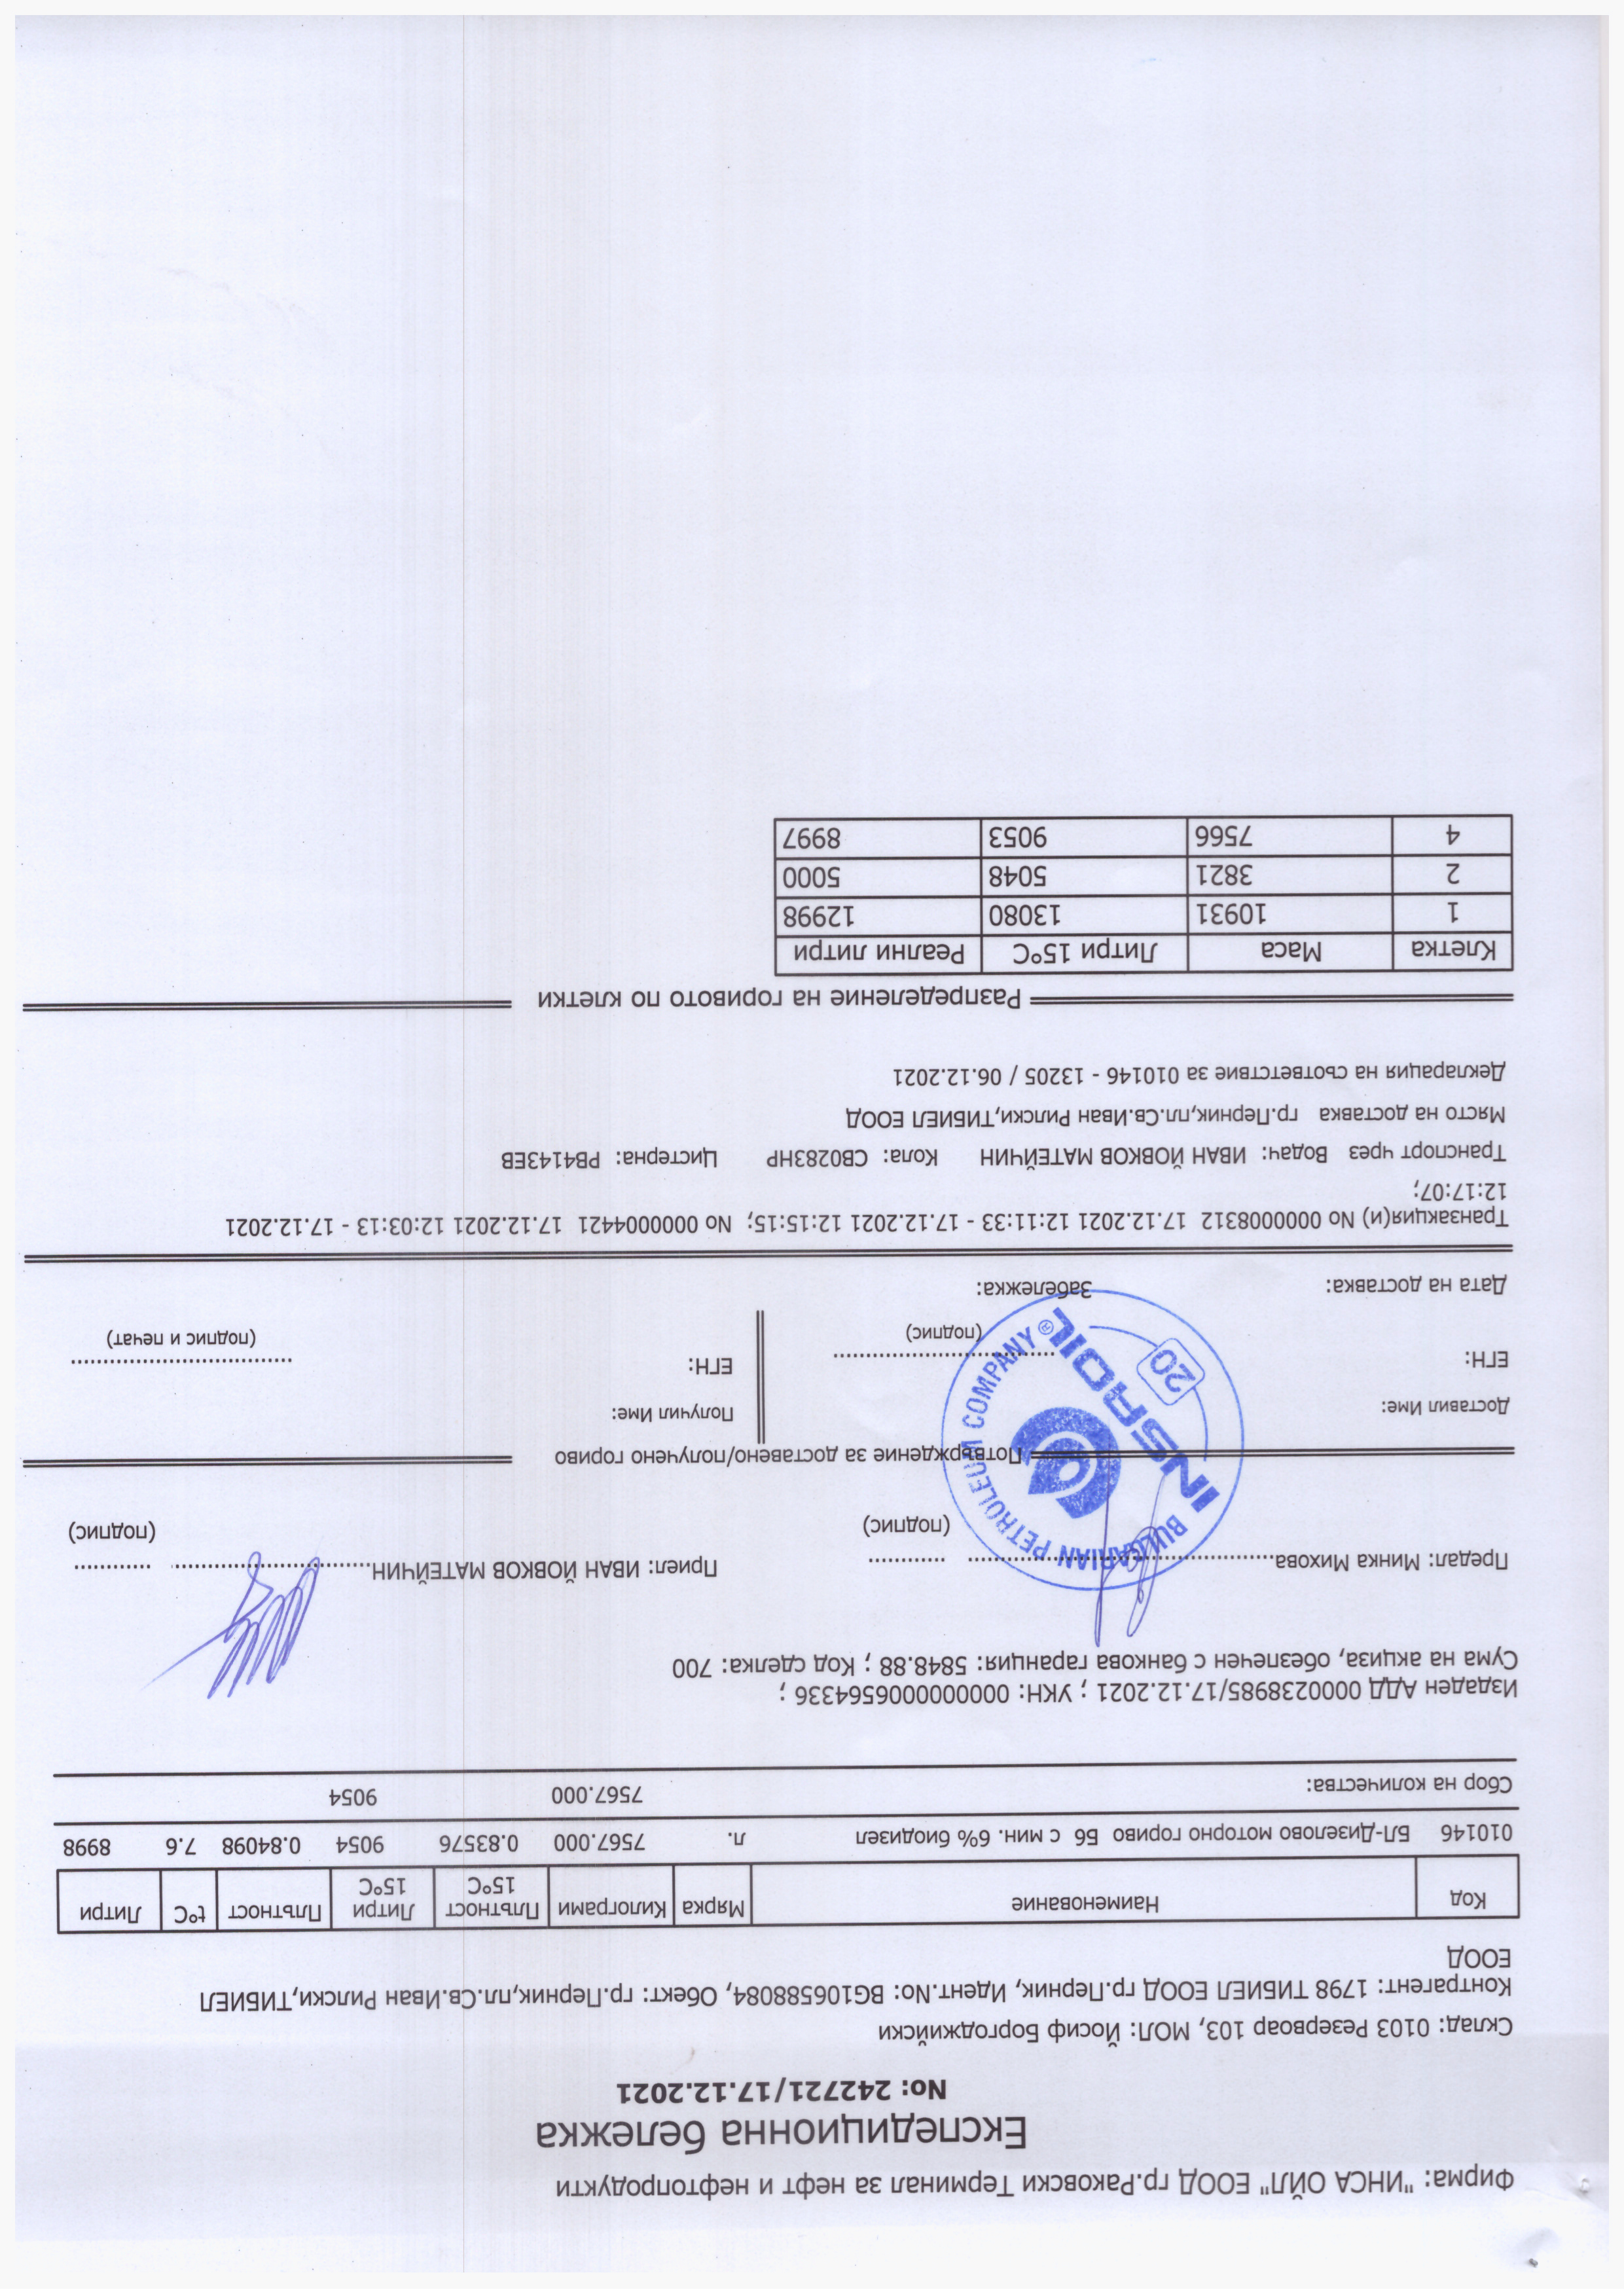 Фирма: "ИНСА ОЙЛ" ЕООД гр.Раковски Терминал за нефт и нефтопродукти
Експедиционна бележка
No: 242721/17.12.2021
Склад: 0103 Резервоар 103, МОЛ: Йосиф Боргоджийски
Контрагент: 1798 ТИБИЕЛ ЕООД гр.Перник, Идент.No: BG106588084, Обект: гр.Перник,пл.Св.Иван Рилски,ТИБИЕЛ
ЕООД
Код Наименование Мярка Килограми Плътност 15°C Литри 15°C Плътност t°C Литри
010146 БЛ-Дизелово моторно гориво Б6 с мин. 6% биодизел л. 7567.000 0.83576 9054 0.84098 7.6 8998
Сбор на количества: 7567.000 9054
Издаден АДД 0000238985/17.12.2021 ; УКН: 0000000006564336 ;
Сума на акциза, обезпечен с банкова гаранция: 5848.88 ; Код сделка: 700
Предал: Минка Михова Приел: ИВАН ЙОВКОВ МАТЕЙЧИН
(подпис) (подпис)
BULGARIAN PETROLEUM COMPANY ®
INSAOIL
20
Потвърждение за доставено/получено гориво
Доставил Име: Получил Име:
ЕГН: ЕГН:
(подпис) (подпис и печат)
Дата на доставка: Забележка:
Транзакция(и) No 0000008312 17.12.2021 12:11:33 - 17.12.2021 12:15:15; No 0000004421 17.12.2021 12:03:13 - 17.12.2021
12:17:07;
Транспорт чрез Водач: ИВАН ЙОВКОВ МАТЕЙЧИН Кола: CB0283HP Цистерна: PB4143EB
Място на доставка гр.Перник,пл.Св.Иван Рилски,ТИБИЕЛ ЕООД
Декларация на сьответствие за 010146 - 13205 / 06.12.2021
Разпределение на горивото по клетки
Клетка Маса Литри 15°C Реални литри
1 10931 13080 12998
2 3821 5048 5000
4 7566 9053 8997